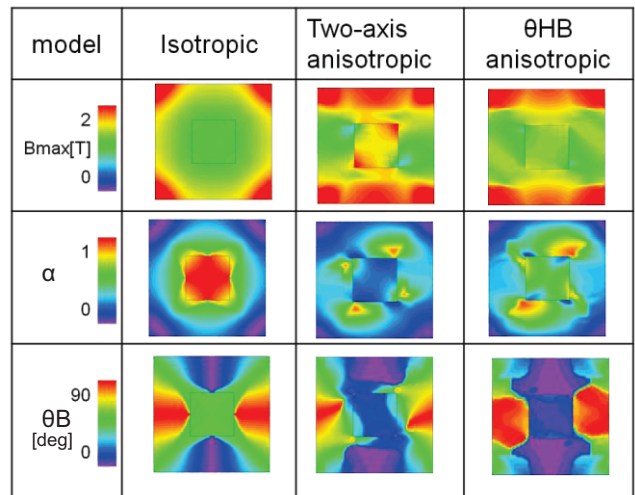 model
Isotropic
Two-axis
anisotropic
θHB
anisotropic
2
Bmax[T]
0
1
α
0
90
θB
[deg]
0